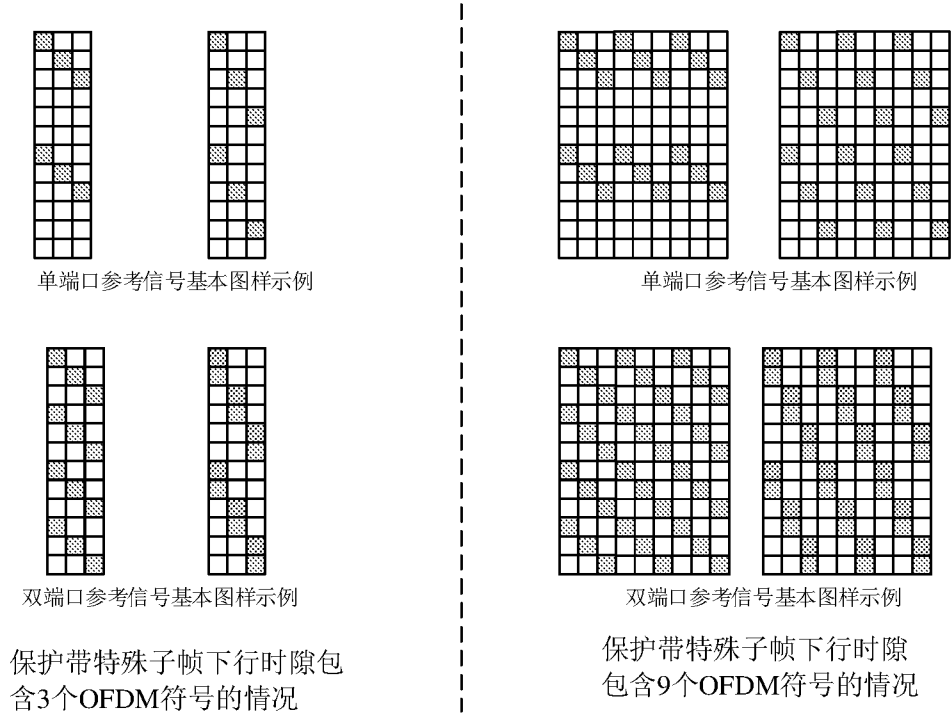 单端口参考信号基本图样示例
单端口参考信号基本图样示例
双端口参考信号基本图样示例
双端口参考信号基本图样示例
保护带特殊子帧下行时隙包
含3个OFDM符号的情况
保护带特殊子帧下行时隙
包含9个OFDM符号的情况